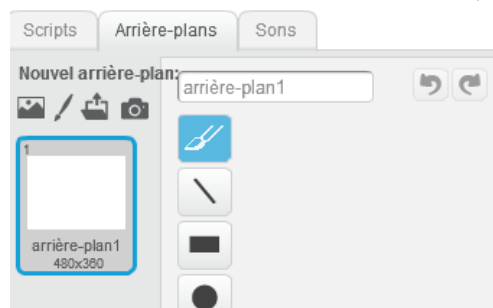 Scripts Arrière-plans Sons
Nouvel arrière-plan:
arrière-plan1
1
arrière-plan1
480x360